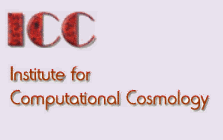 ICC
Institute for
Computational Cosmology